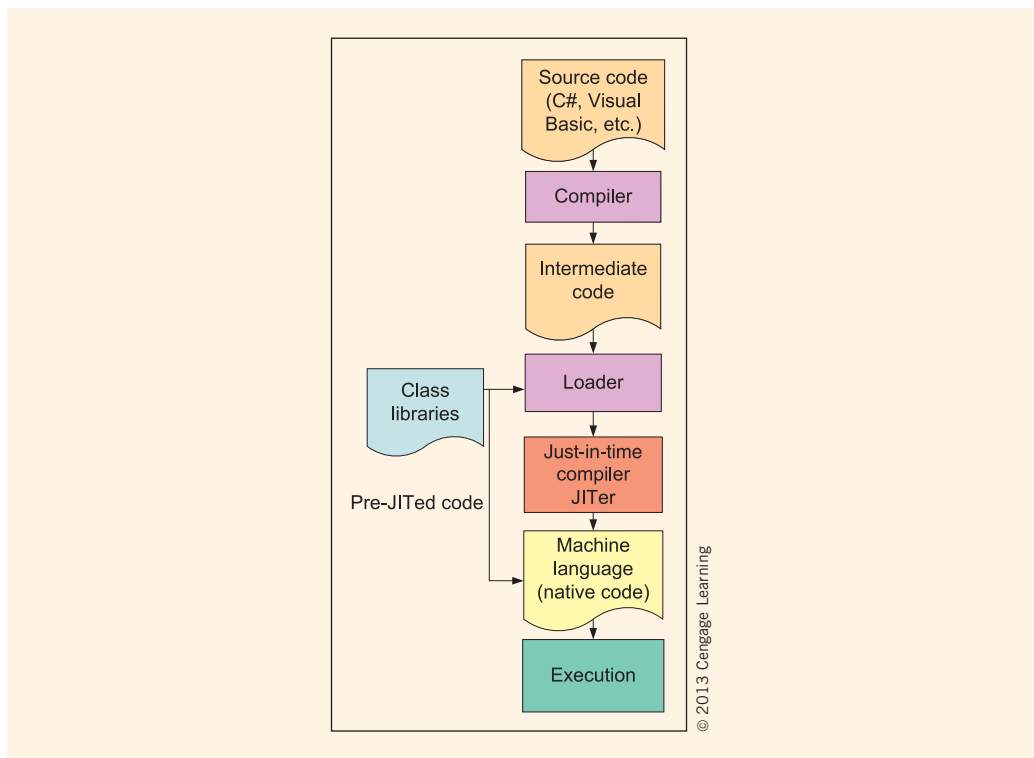 Source code
(C#, Visual
Basic, etc.)
Compiler
Intermediate
code
Class
libraries
Loader
Just-in-time
compiler
JITer
Pre-JITed code
Machine
language
(native code)
Execution
© 2013 Cengage Learning